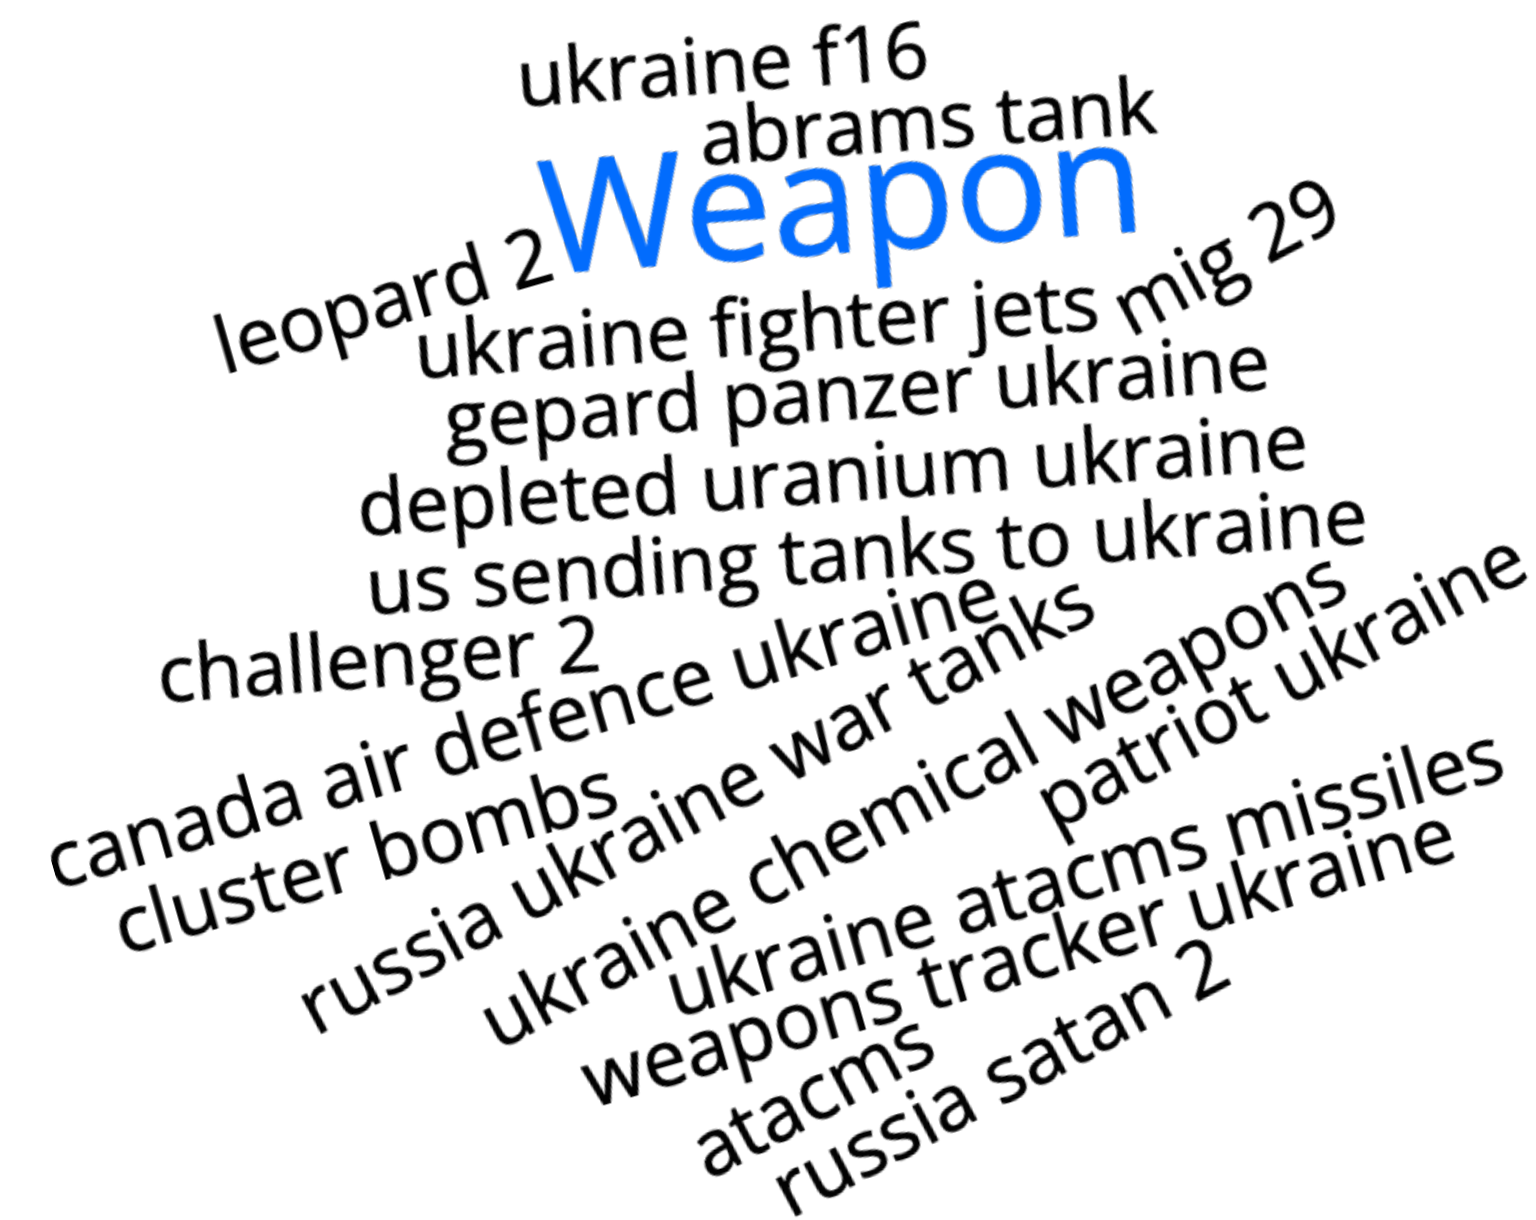 ukraine f16
abrams tank
Weapon
leopard 2
mig 29
ukraine fighter jets
gepard panzer ukraine
depleted uranium ukraine
us sending tanks to ukraine
challenger 2
canada air defence ukraine
cluster bombs
russia ukraine war tanks
ukraine chemical weapons
patriot ukraine
ukraine atacms missiles
weapons tracker ukraine
atacms
russia satan 2